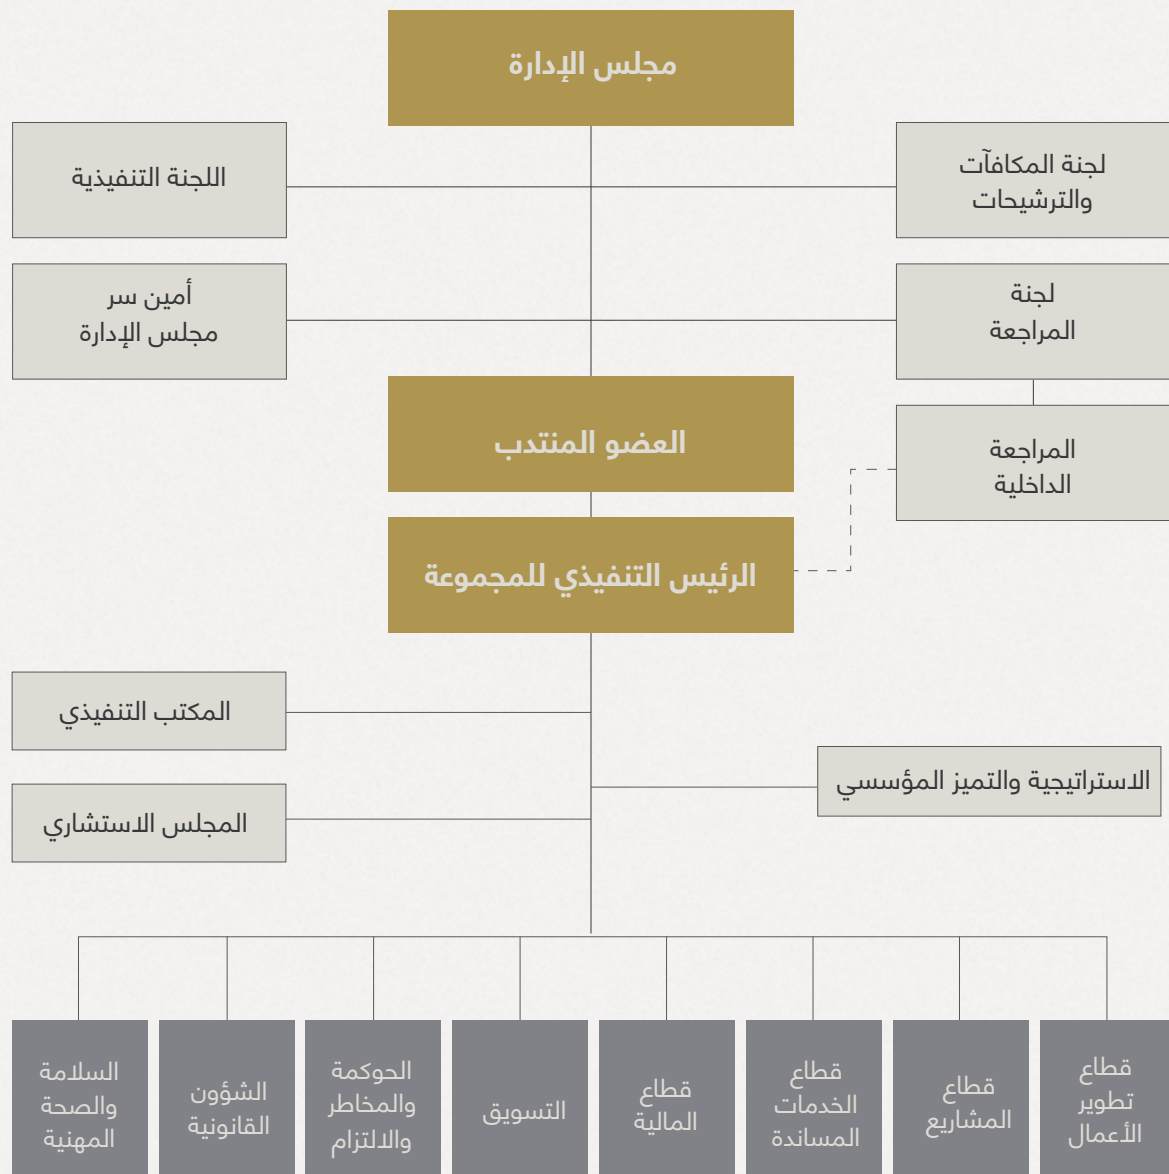 مجلس الإدارة
لجنة المكافآت
والترشيحات
اللجنة التنفيذية
لجنة
المراجعة
أمين سر
مجلس الإدارة
المراجعة
الداخلية
العضو المنتدب
الرئيس التنفيذي للمجموعة
المكتب التنفيذي
الاستراتيجية والتميز المؤسسي
المجلس الاستشاري
قطاع
تطوير
الأعمال
قطاع
المشاريع
قطاع
الخدمات
المساندة
قطاع
المالية
التسويق
الحوكمة
والمخاطر
والالتزام
الشؤون
القانونية
السلامة
والصحة
المهنية